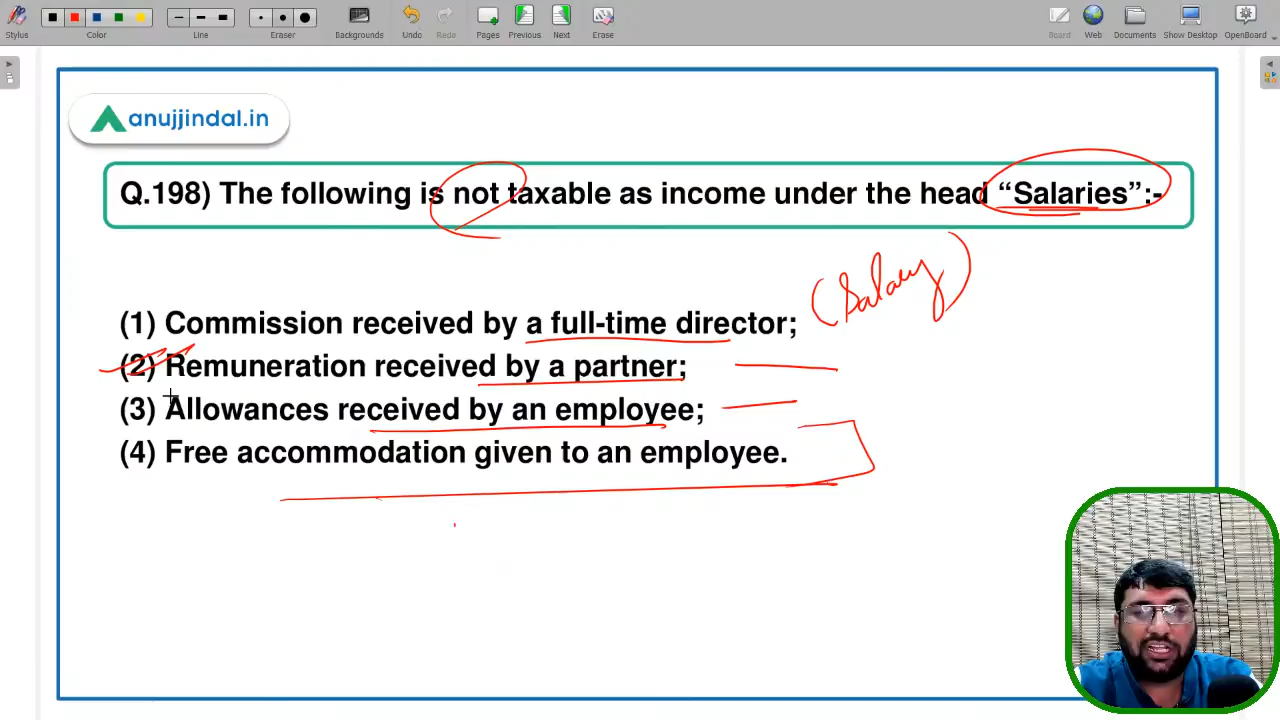 Stylus
Color
Line
Eraser
Backgrounds
Undo
Redo
Pages
Previous
Next
Erase
Board
Web
Documents
Show Desktop
OpenBoard
anujjindal.in
Q.198) The following is not taxable as income under the head “Salaries”:-
(Salary)
(1) Commission received by a full-time director;
(2) Remuneration received by a partner;
(3) Allowances received by an employee;
(4) Free accommodation given to an employee.